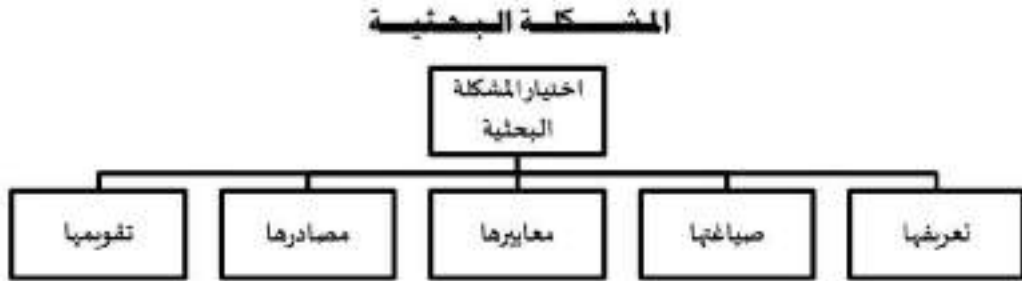 المشكلة البحثية
اختيار المشكلة
البحثية
تعريفها
صياغتها
معاييرها
مصادرها
تقويمها